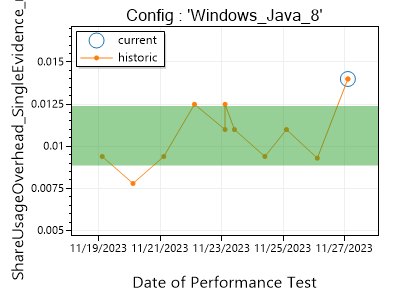 Config : 'Windows_Java_8'
current
historic
ShareUsageOverhead_SingleEvidence_
0.015
0.0125
0.01
0.0075
0.005
11/19/2023 11/21/2023 11/23/2023 11/25/2023 11/27/2023
Date of Performance Test